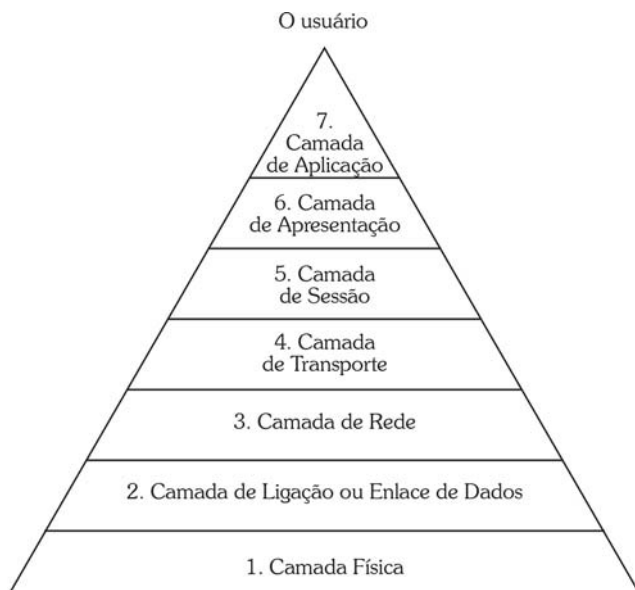 O usuário
7.
Camada
de Aplicação
6. Camada
de Apresentação
5. Camada
de Sessão
4. Camada
de Transporte
3. Camada de Rede
2. Camada de Ligação ou Enlace de Dados
1. Camada Física